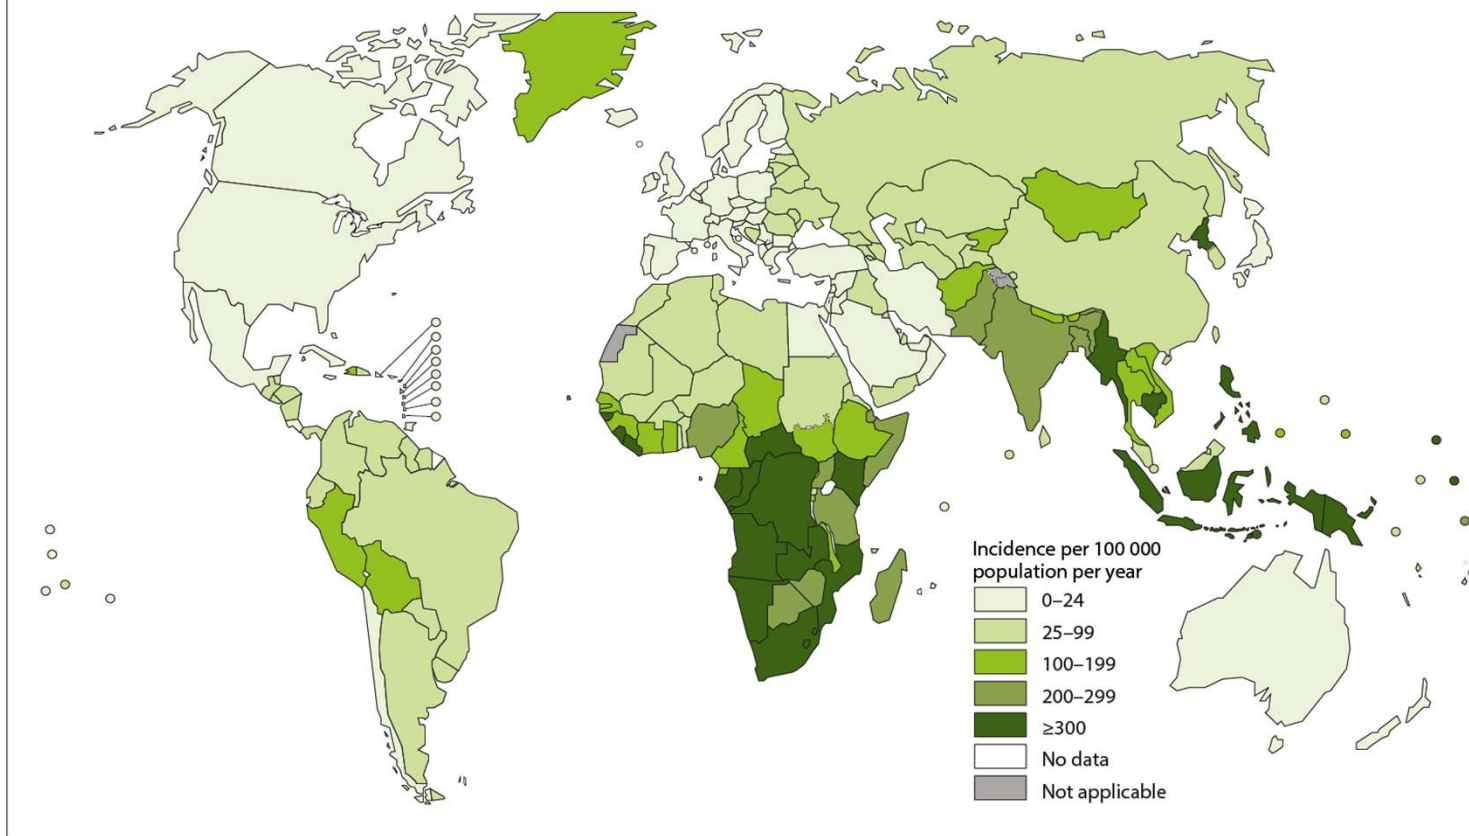 Incidence per 100 000
population per year
0–24
25–99
100–199
200–299
≥300
No data
Not applicable